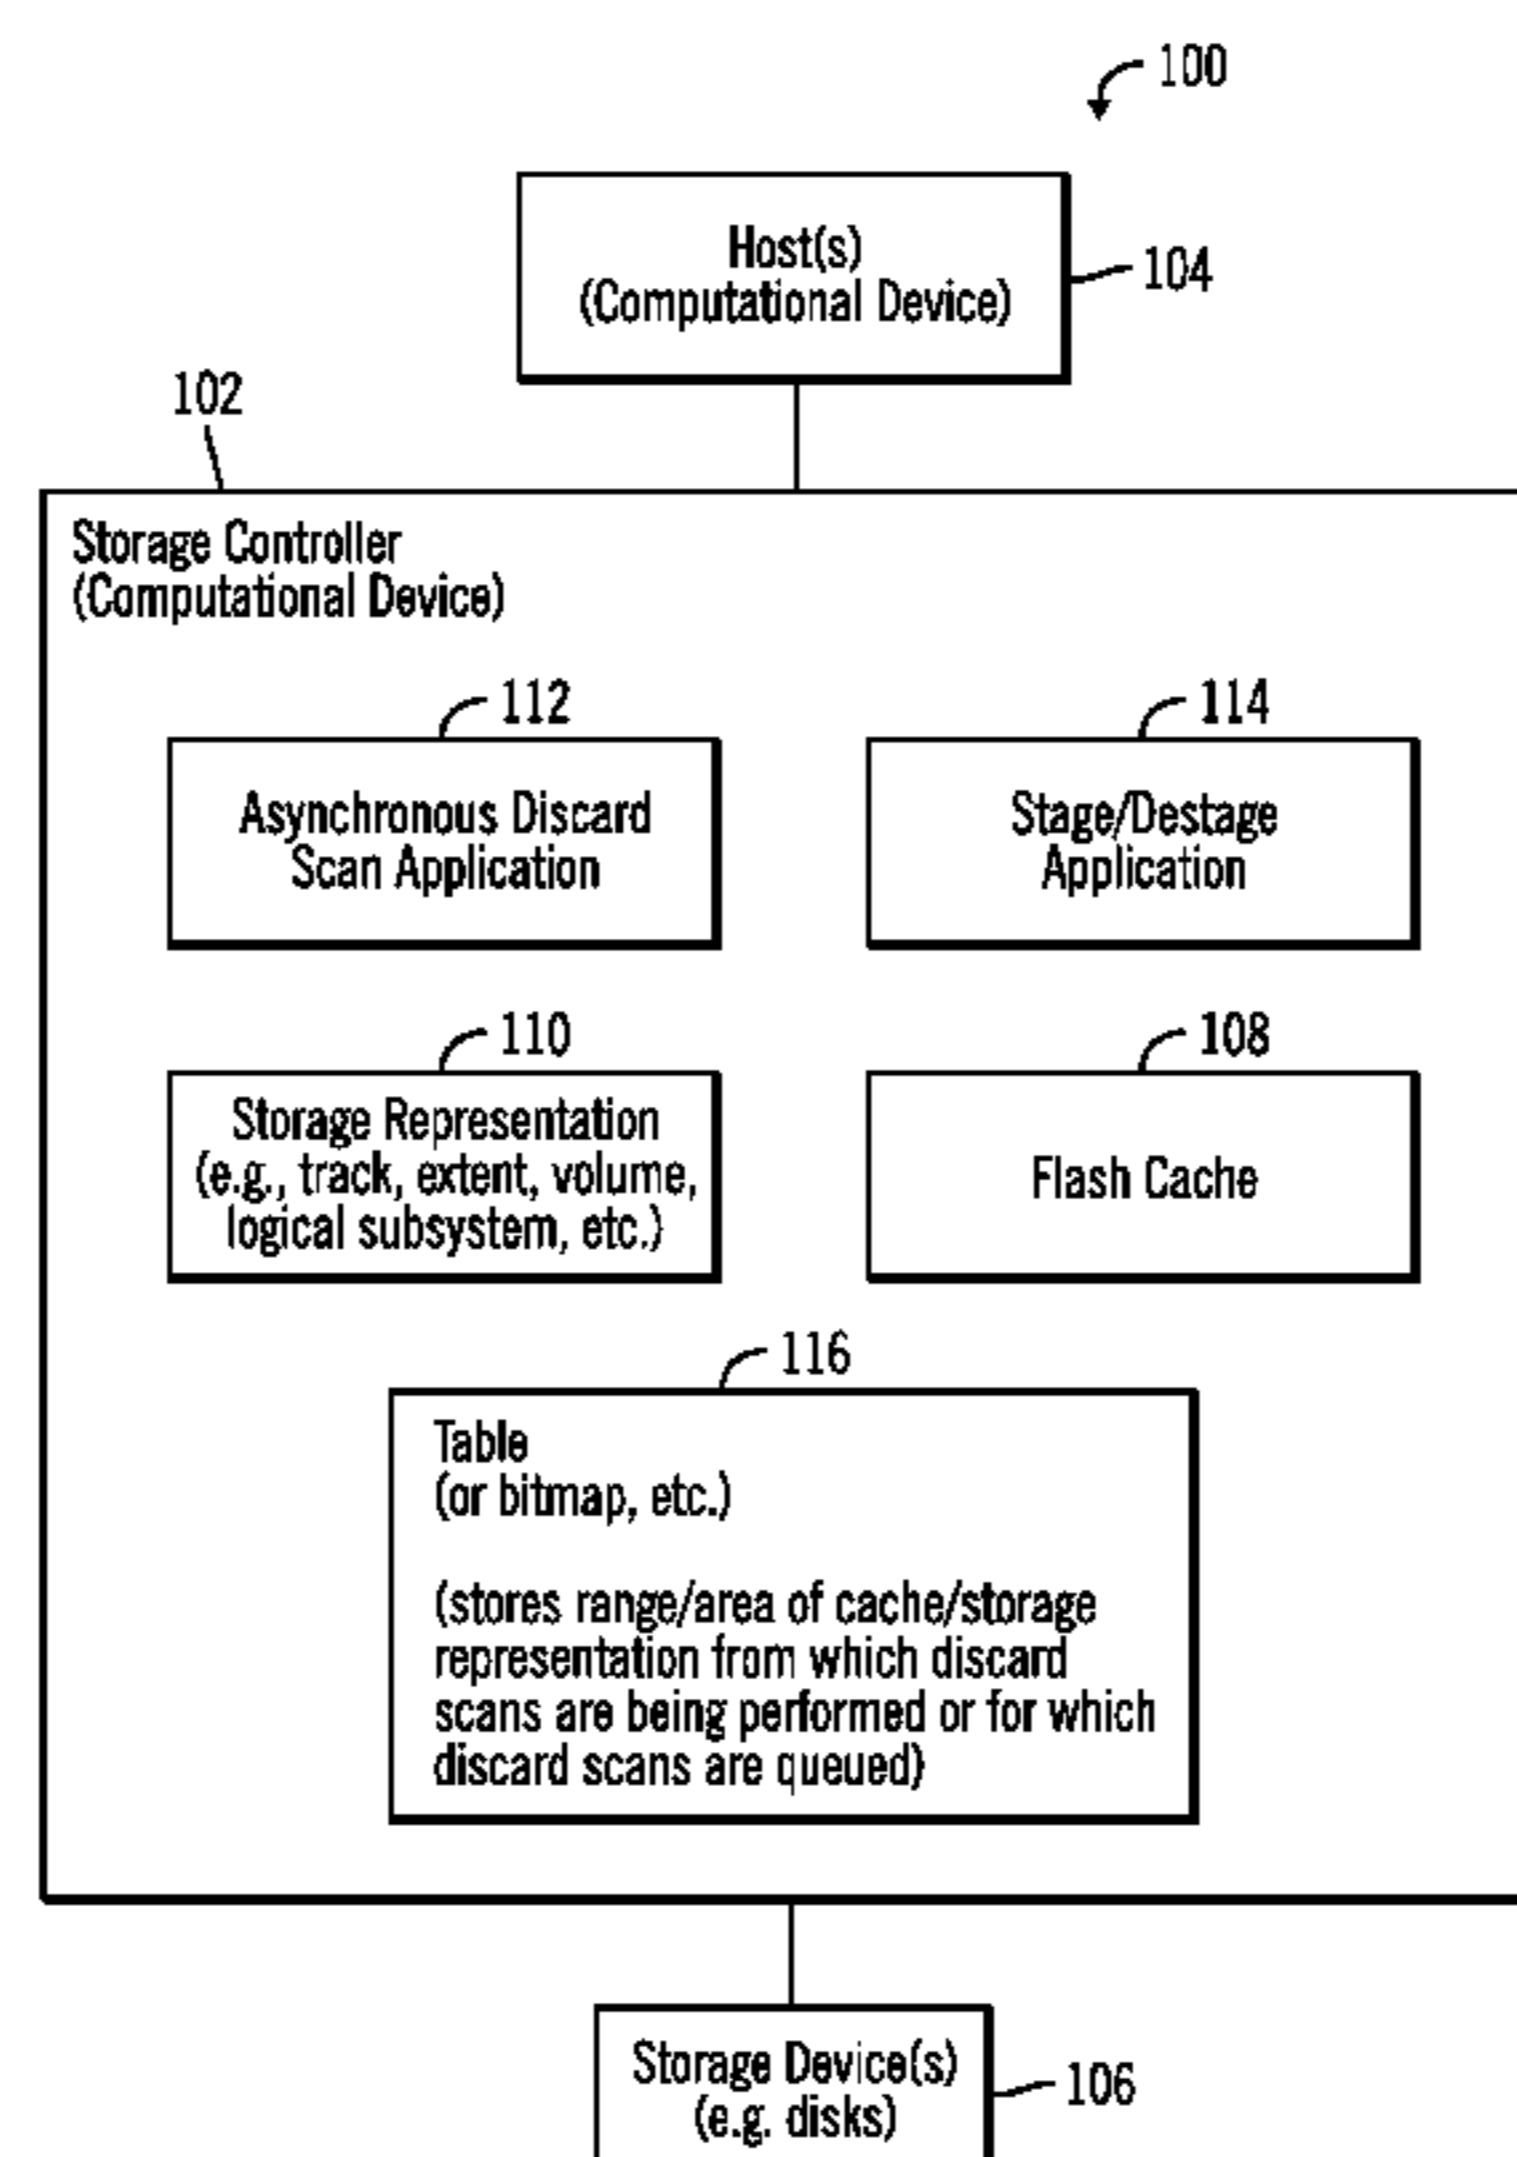 100
Host(s)
(Computational Device)
104
102
Storage Controller
(Computational Device)
112
Asynchronous Discard
Scan Application
114
Stage/Destage
Application
110
Storage Representation
(e.g., track, extent, volume,
logical subsystem, etc.)
108
Flash Cache
116
Table
(or bitmap, etc.)
(stores range/area of cache/storage
representation from which discard
scans are being performed or for which
discard scans are queued)
Storage Device(s)
(e.g. disks)
106